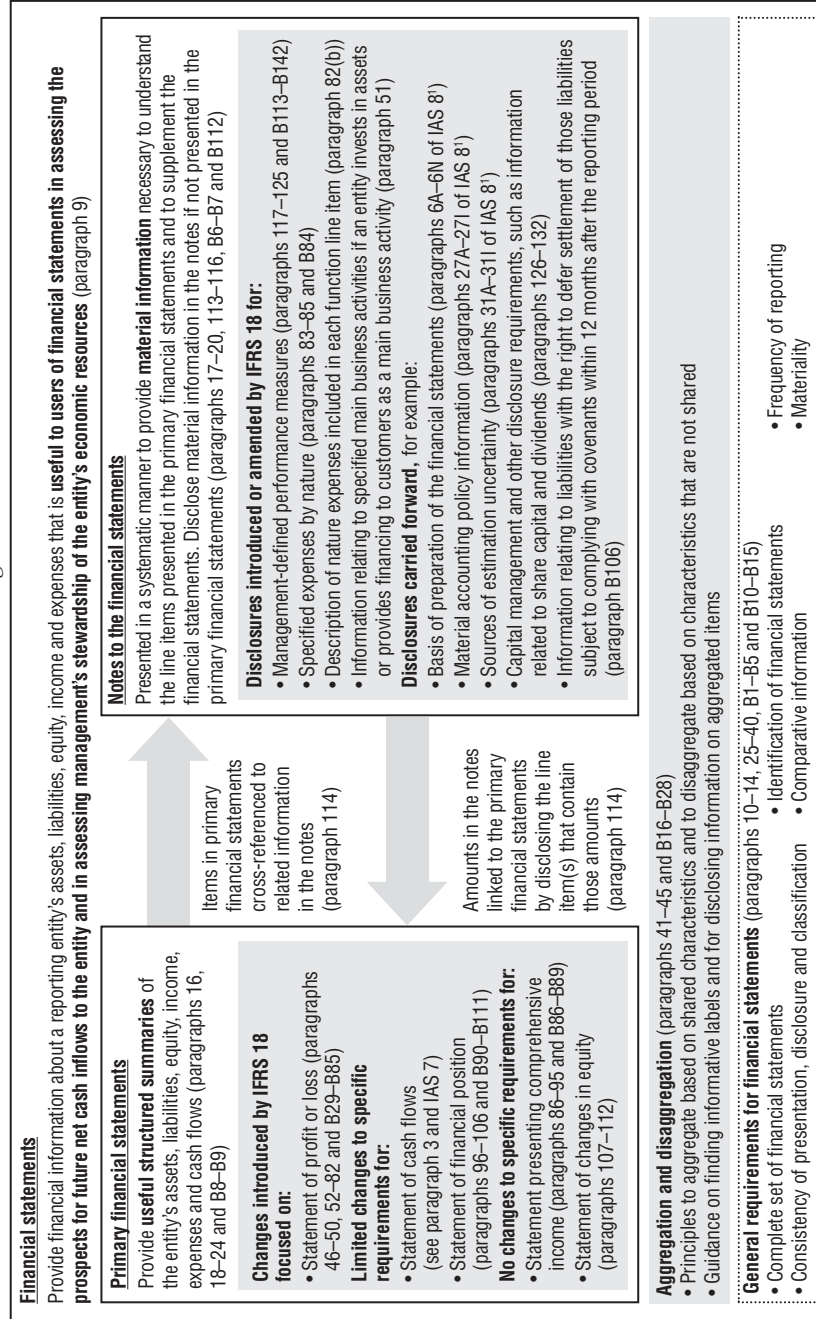 Financial statements
Provide financial information about a reporting entity's assets, liabilities, equity, income and expenses that is useful to users of financial statements in assessing the
prospects for future net cash inflows to the entity and in assessing management's stewardship of the entity's economic resources (paragraph 9)
Primary financial statements
Provide useful structured summaries of
the entity's assets, liabilities, equity, income,
expenses and cash flows (paragraphs 16,
18–24 and B8–B9)
Changes introduced by IFRS 18
focused on:
• Statement of profit or loss (paragraphs
46–50, 52–82 and B29–B85)
Limited changes to specific
requirements for:
• Statement of cash flows
(see paragraph 3 and IAS 7)
• Statement of financial position
(paragraphs 96–106 and B90–B111)
No changes to specific requirements for:
• Statement presenting comprehensive
income (paragraphs 86–95 and B86–B89)
• Statement of changes in equity
(paragraphs 107–112)
Items in primary
financial statements
cross-referenced to
related information
in the notes
(paragraph 114)
Amounts in the notes
linked to the primary
financial statements
by disclosing the line
item(s) that contain
those amounts
(paragraph 114)
Notes to the financial statements
Presented in a systematic manner to provide material information necessary to understand
the line items presented in the primary financial statements and to supplement the
financial statements. Disclose material information in the notes if not presented in the
primary financial statements (paragraphs 17–20, 113–116, B6–B7 and B112)
Disclosures introduced or amended by IFRS 18 for:
• Management-defined performance measures (paragraphs 117–125 and B113–B142)
• Specified expenses by nature (paragraphs 83–85 and B84)
• Description of nature expenses included in each function line item (paragraph 82(b))
• Information relating to specified main business activities if an entity invests in assets
or provides financing to customers as a main business activity (paragraph 51)
Disclosures carried forward, for example:
• Basis of preparation of the financial statements (paragraphs 6A–6N of IAS 8¹)
• Material accounting policy information (paragraphs 27A–27I of IAS 8¹)
• Sources of estimation uncertainty (paragraphs 31A–31I of IAS 8¹)
• Capital management and other disclosure requirements, such as information
related to share capital and dividends (paragraphs 126–132)
• Information relating to liabilities with the right to defer settlement of those liabilities
subject to complying with covenants within 12 months after the reporting period
(paragraph B106)
Aggregation and disaggregation (paragraphs 41–45 and B16–B28)
• Principles to aggregate based on shared characteristics and to disaggregate based on characteristics that are not shared
• Guidance on finding informative labels and for disclosing information on aggregated items
General requirements for financial statements (paragraphs 10–14, 25–40, B1–B5 and B10–B15)
• Complete set of financial statements
• Consistency of presentation, disclosure and classification
• Identification of financial statements
• Comparative information
• Frequency of reporting
• Materiality